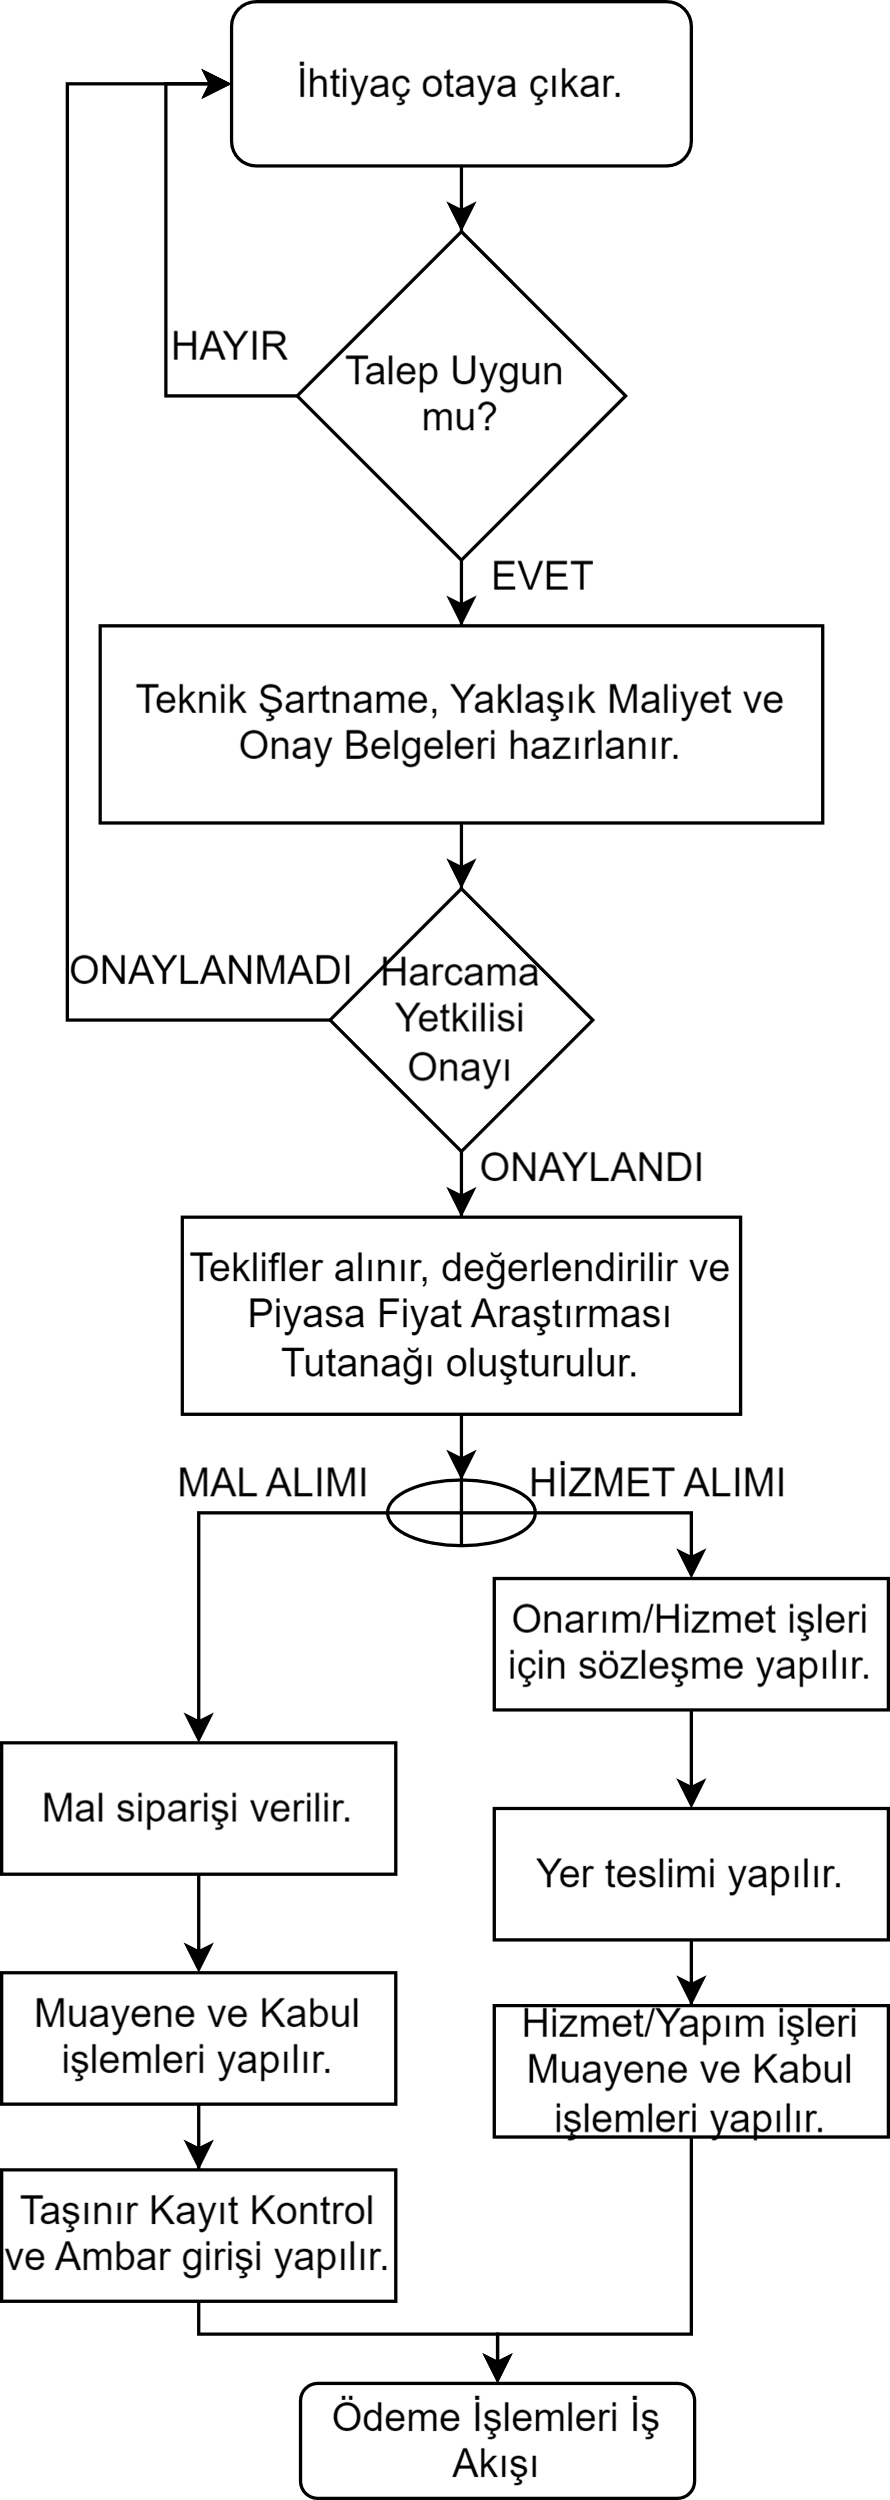 İhtiyaç otaya çıkar.
HAYIR
Talep Uygun
mu?
EVET
Teknik Şartname, Yaklaşık Maliyet ve
Onay Belgeleri hazırlanır.
ONAYLANMADI
Harcama
Yetkilisi
Onayı
ONAYLANDI
Teklifler alınır, değerlendirilir ve
Piyasa Fiyat Araştırması
Tutanağı oluşturulur.
MAL ALIMI
HİZMET ALIMI
Onarım/Hizmet işleri
için sözleşme yapılır.
Mal siparişi verilir.
Yer teslimi yapılır.
Muayene ve Kabul
işlemleri yapılır.
Hizmet/Yapım işleri
Muayene ve Kabul
işlemleri yapılır.
Taşınır Kayıt Kontrol
ve Ambar girişi yapılır.
Ödeme İşlemleri İş
Akışı